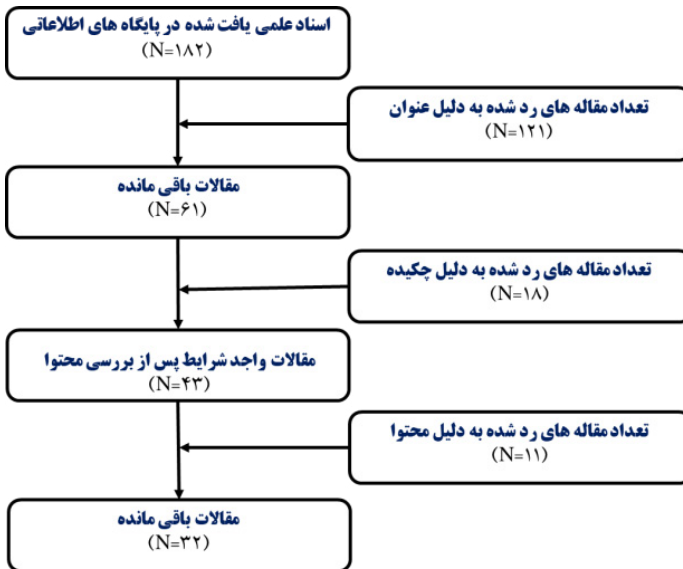 اسناد علمی یافت شده در پایگاه های اطلاعاتی
(N=۱۸۲)
تعداد مقاله های رد شده به دلیل عنوان
(N=۱۲۱)
مقالات باقی مانده
(N=۶۱)
تعداد مقاله های رد شده به دلیل چکیده
(N=۱۸)
مقالات واجد شرایط پس از بررسی محتوا
(N=۴۳)
تعداد مقاله های رد شده به دلیل محتوا
(N=۱۱)
مقالات باقی مانده
(N=۳۲)